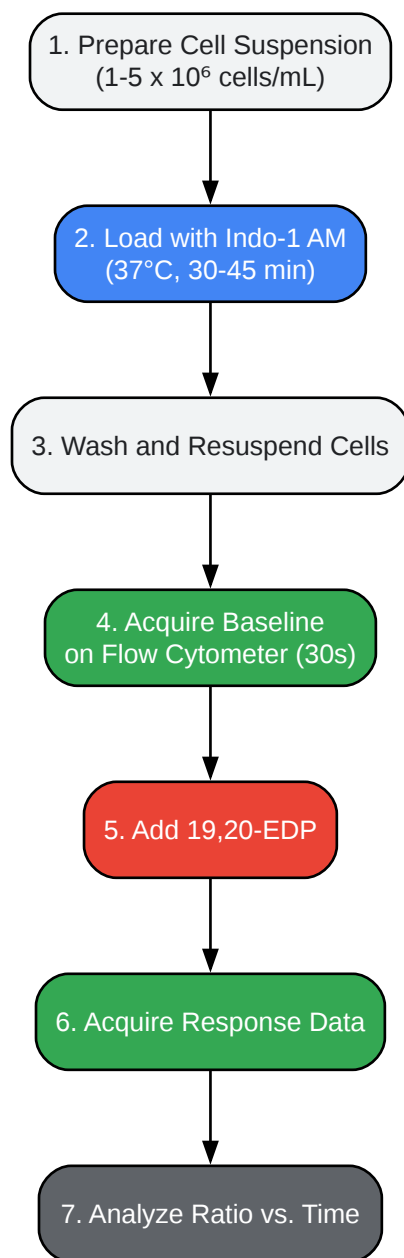 1. Prepare Cell Suspension
(1-5 x 10⁶ cells/mL)
2. Load with Indo-1 AM
(37°C, 30-45 min)
3. Wash and Resuspend Cells
4. Acquire Baseline
on Flow Cytometer (30s)
5. Add 19,20-EDP
6. Acquire Response Data
7. Analyze Ratio vs. Time